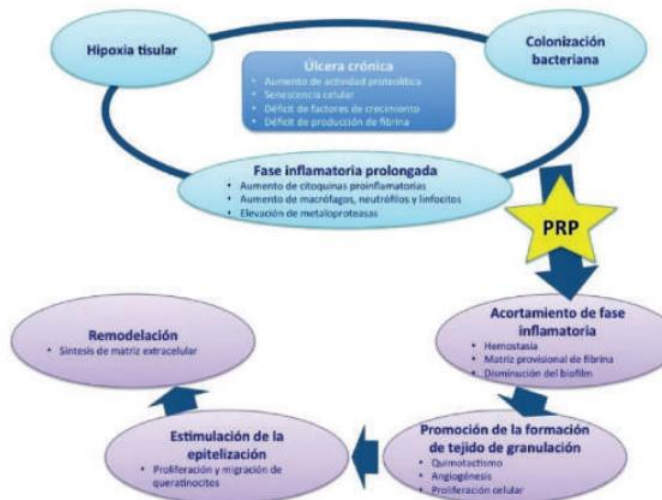 Hipoxia tisular
Colonización
bacteriana
Úlcera crónica
• Aumento de actividad proteolítica
• Senescencia celular
• Déficit de factores de crecimiento
• Déficit de producción de fibrina
Fase inflamatoria prolongada
• Aumento de citoquinas proinflamatorias
• Aumento de macrófagos, neutrófilos y linfocitos
• Elevación de metaloproteasas
PRP
Acortamiento de fase
inflamatoria
• Hemostasia
• Matriz provisional de fibrina
• Disminución del biofilm
Promoción de la formación
de tejido de granulación
• Quimotactismo
• Angiogénesis
• Proliferación celular
Estimulación de la
epitelización
• Proliferación y migración de
queratinocitos
Remodelación
• Síntesis de matriz extracelular